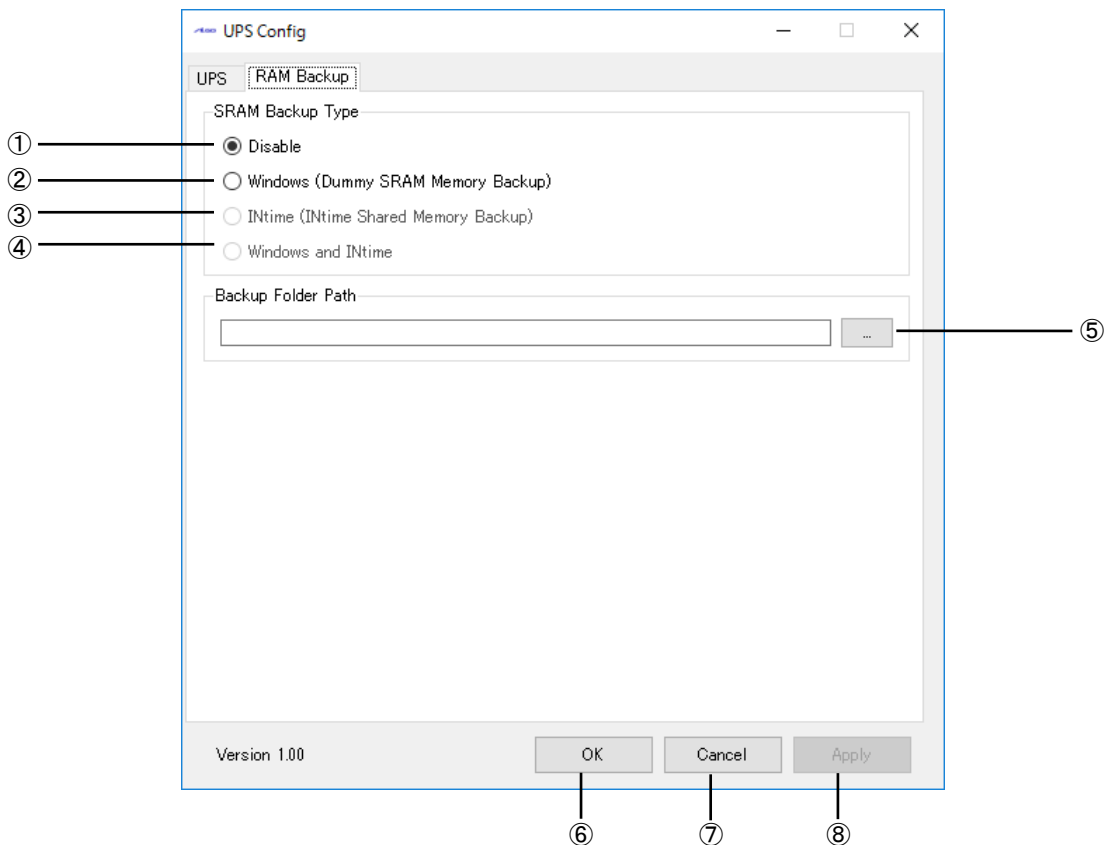 ALGO UPS Config
UPS RAM Backup
SRAM Backup Type
① Disable
② Windows (Dummy SRAM Memory Backup)
③ INtime (INtime Shared Memory Backup)
④ Windows and INtime
Backup Folder Path
... ⑤
Version 1.00 OK Cancel Apply
⑥ ⑦ ⑧